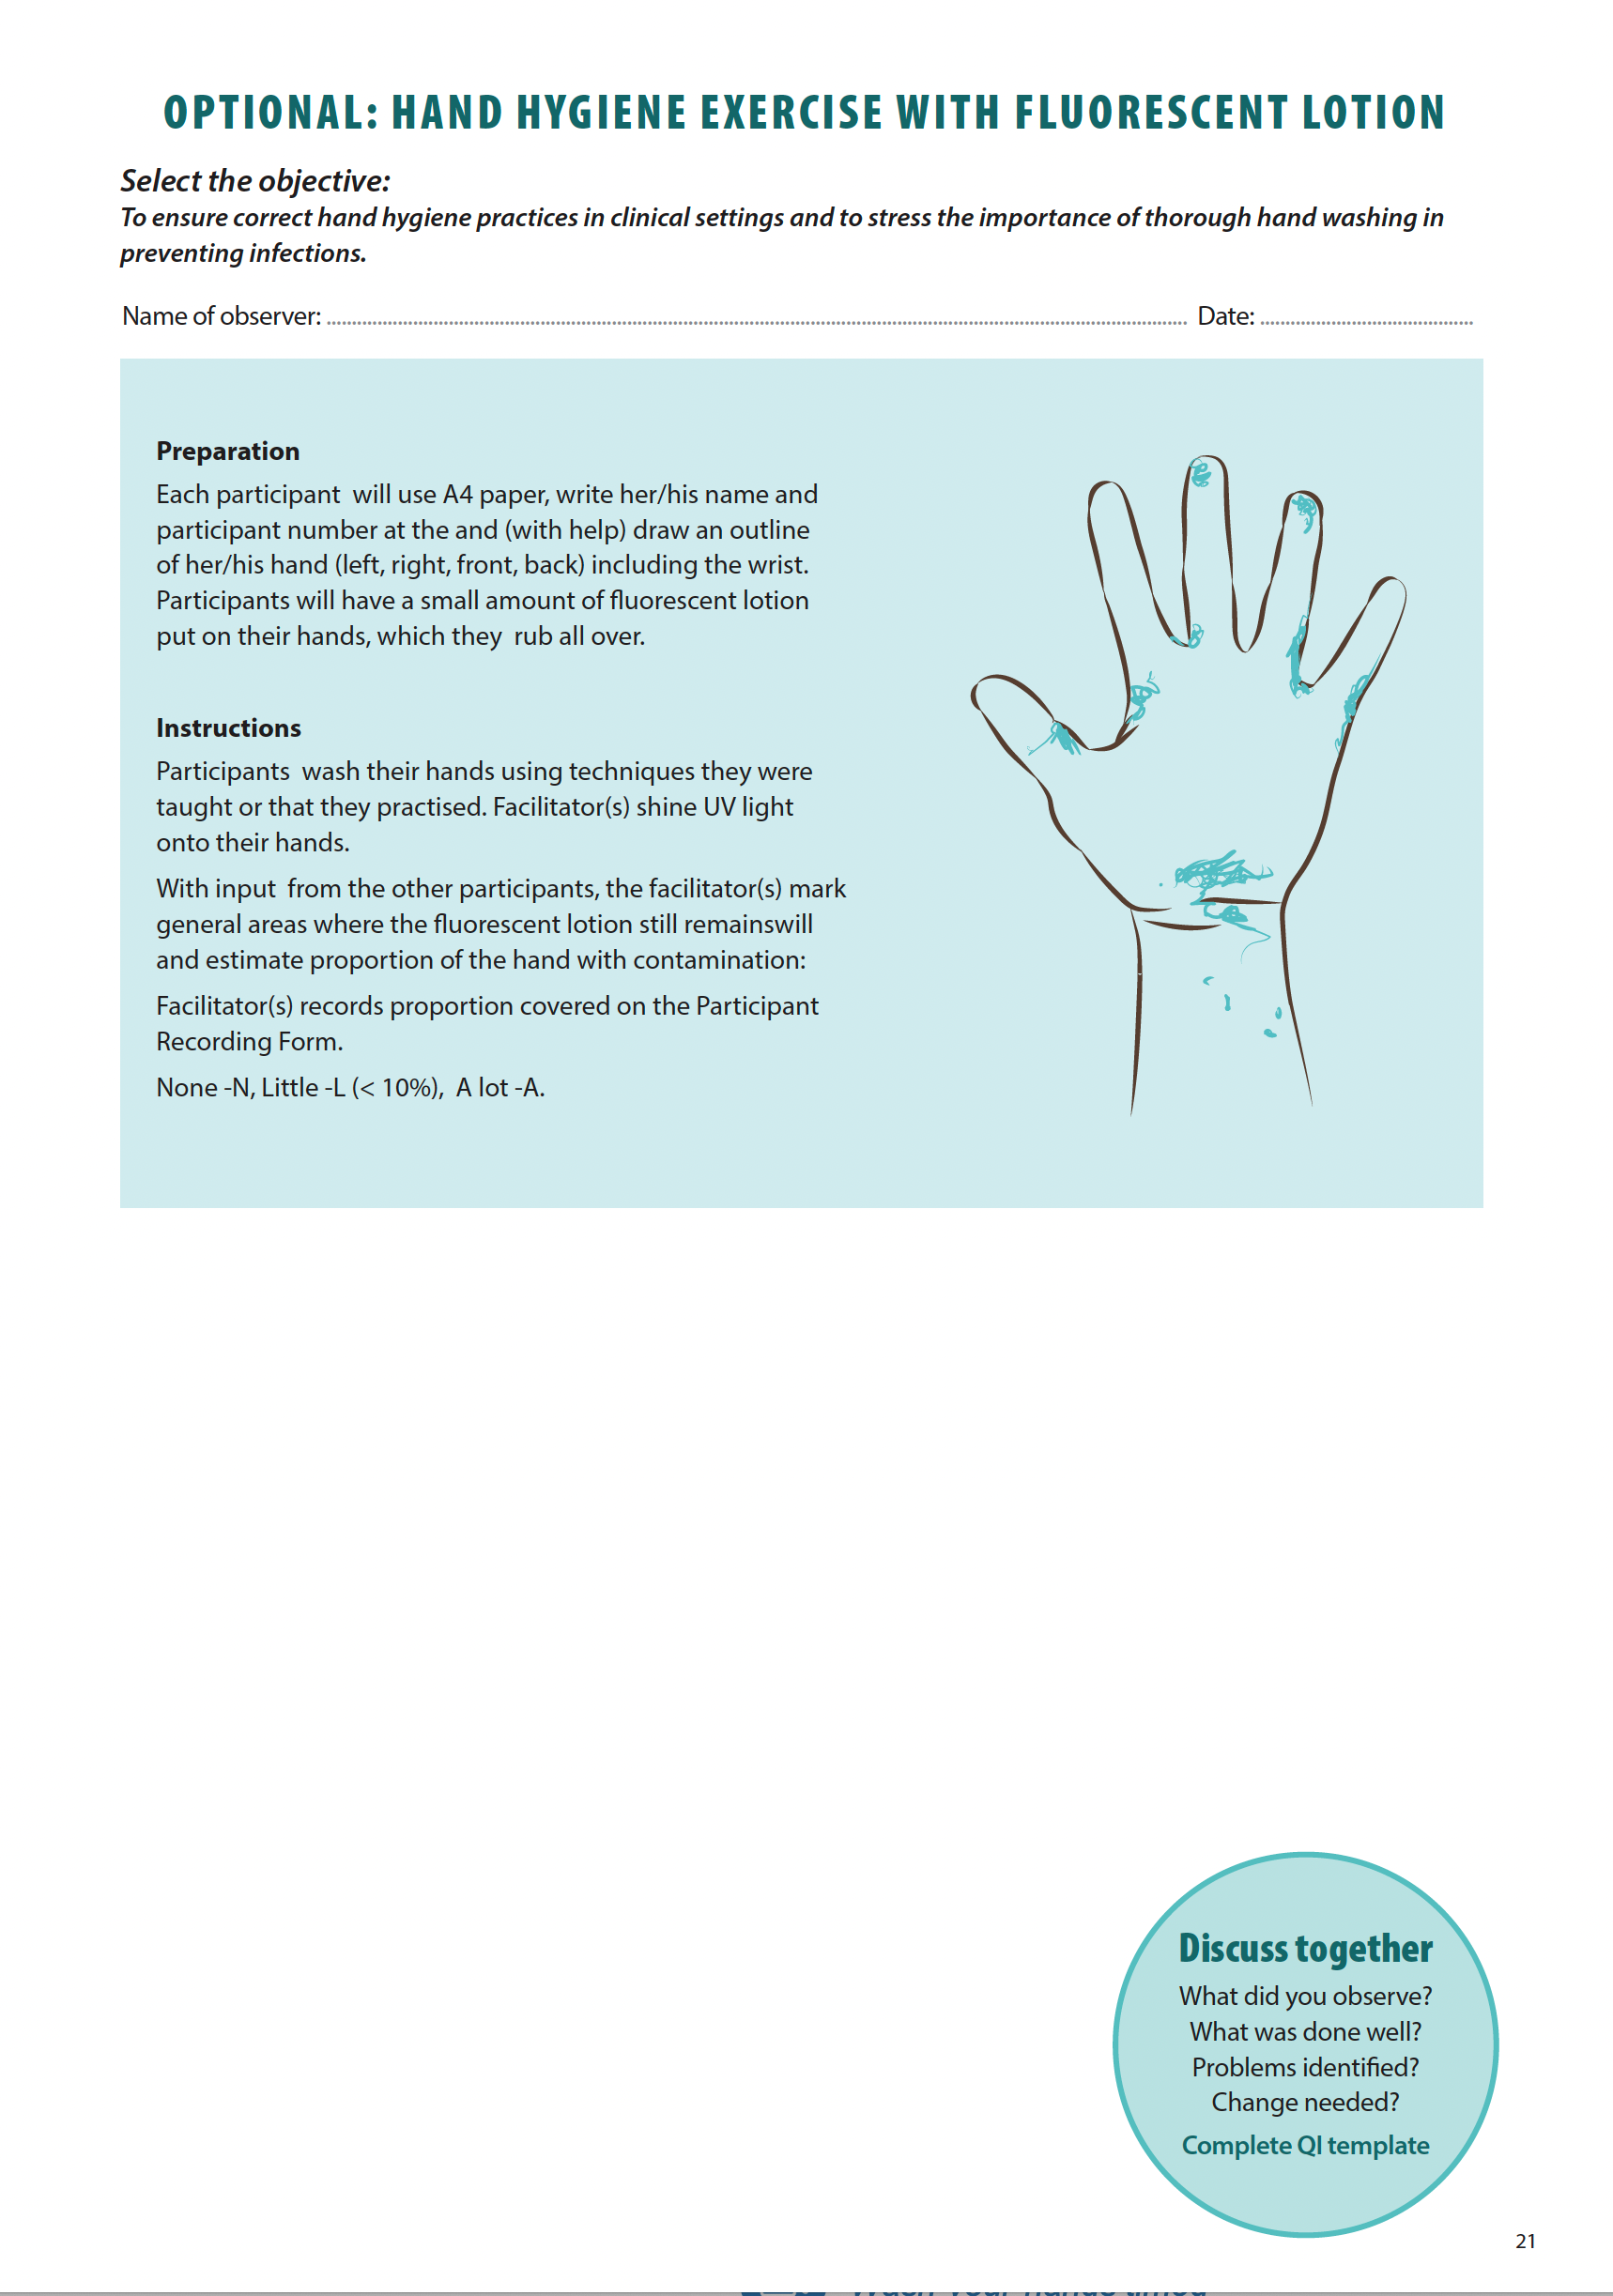 OPTIONAL: HAND HYGIENE EXERCISE WITH FLUORESCENT LOTION
Select the objective:
To ensure correct hand hygiene practices in clinical settings and to stress the importance of thorough hand washing in
preventing infections.
Name of observer: Date:
Preparation
Each participant will use A4 paper, write her/his name and
participant number at the and (with help) draw an outline
of her/his hand (left, right, front, back) including the wrist.
Participants will have a small amount of fluorescent lotion
put on their hands, which they rub all over.
Instructions
Participants wash their hands using techniques they were
taught or that they practised. Facilitator(s) shine UV light
onto their hands.
With input from the other participants, the facilitator(s) mark
general areas where the fluorescent lotion still remainswill
and estimate proportion of the hand with contamination:
Facilitator(s) records proportion covered on the Participant
Recording Form.
None -N, Little -L (< 10%), A lot -A.
Discuss together
What did you observe?
What was done well?
Problems identified?
Change needed?
Complete QI template
21